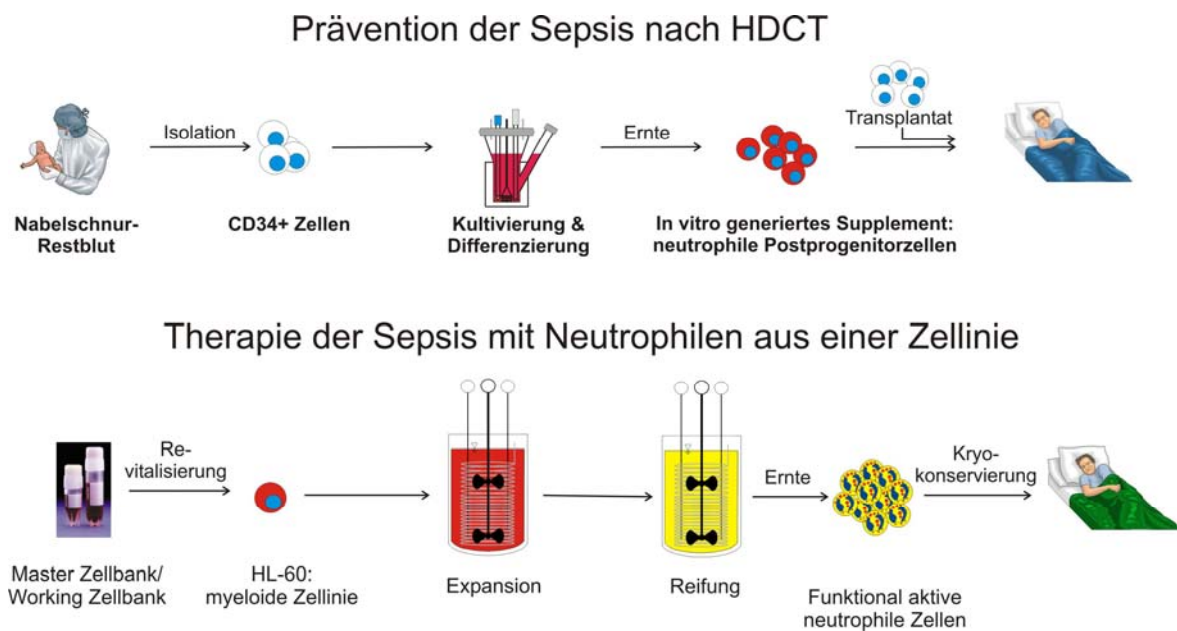 Prävention der Sepsis nach HDCT
Isolation
Ernte
Transplantat
Nabelschnur-
Restblut
CD34+ Zellen
Kultivierung &
Differenzierung
In vitro generiertes Supplement:
neutrophile Postprogenitorzellen
Therapie der Sepsis mit Neutrophilen aus einer Zellinie
Re-
vitalisierung
Ernte
Kryo-
konservierung
Master Zellbank/
Working Zellbank
HL-60:
myeloide Zellinie
Expansion
Reifung
Funktional aktive
neutrophile Zellen